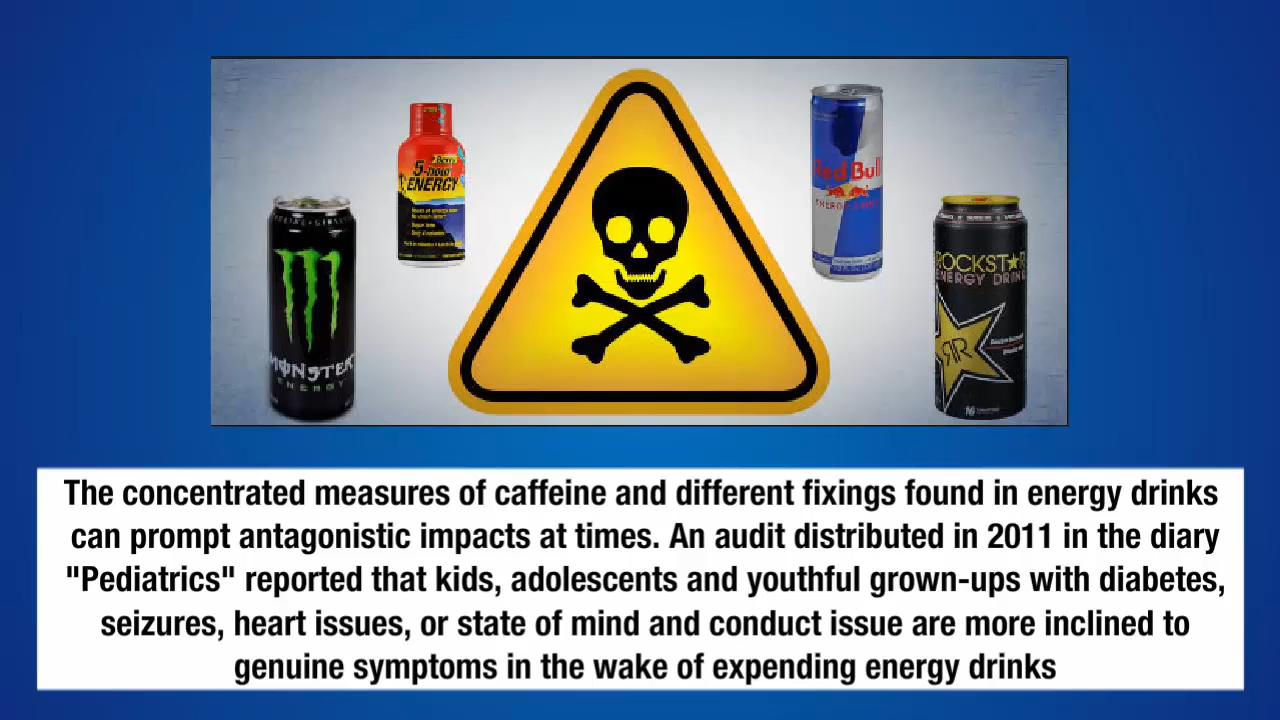 5-hour
ENERGY
Red Bull
ENERGY DRINK
MONSTER
ENERGY
ROCKSTAR
ENERGY DRINK
The concentrated measures of caffeine and different fixings found in energy drinks
can prompt antagonistic impacts at times. An audit distributed in 2011 in the diary
"Pediatrics" reported that kids, adolescents and youthful grown-ups with diabetes,
seizures, heart issues, or state of mind and conduct issue are more inclined to
genuine symptoms in the wake of expending energy drinks